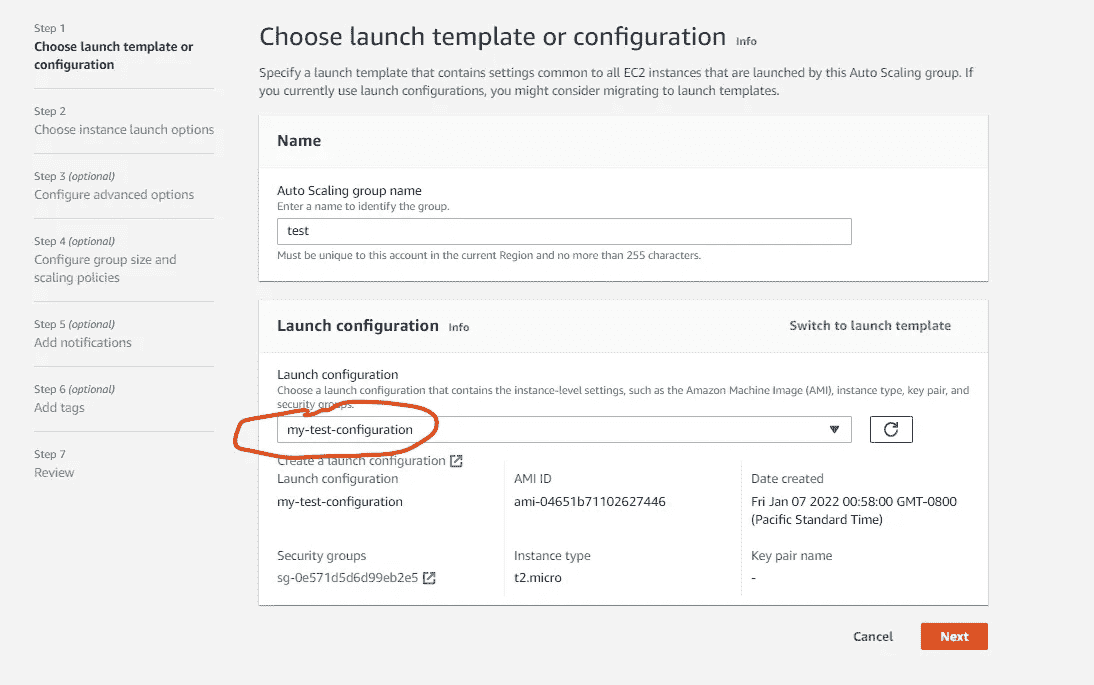 Step 1
Choose launch template or
configuration
Step 2
Choose instance launch options
Step 3 (optional)
Configure advanced options
Step 4 (optional)
Configure group size and
scaling policies
Step 5 (optional)
Add notifications
Step 6 (optional)
Add tags
Step 7
Review
Choose launch template or configuration Info
Specify a launch template that contains settings common to all EC2 instances that are launched by this Auto Scaling group. If
you currently use launch configurations, you might consider migrating to launch templates.
Name
Auto Scaling group name
Enter a name to identify the group.
test
Must be unique to this account in the current Region and no more than 255 characters.
Launch configuration Info
Switch to launch template
Launch configuration
Choose a launch configuration that contains the instance-level settings, such as the Amazon Machine Image (AMI), instance type, key pair, and
security groups.
my-test-configuration
Create a launch configuration
Launch configuration
my-test-configuration
AMI ID
ami-04651b71102627446
Date created
Fri Jan 07 2022 00:58:00 GMT-0800
(Pacific Standard Time)
Security groups
sg-0e571d5d6d99eb2e5
Instance type
t2.micro
Key pair name
-
Cancel
Next